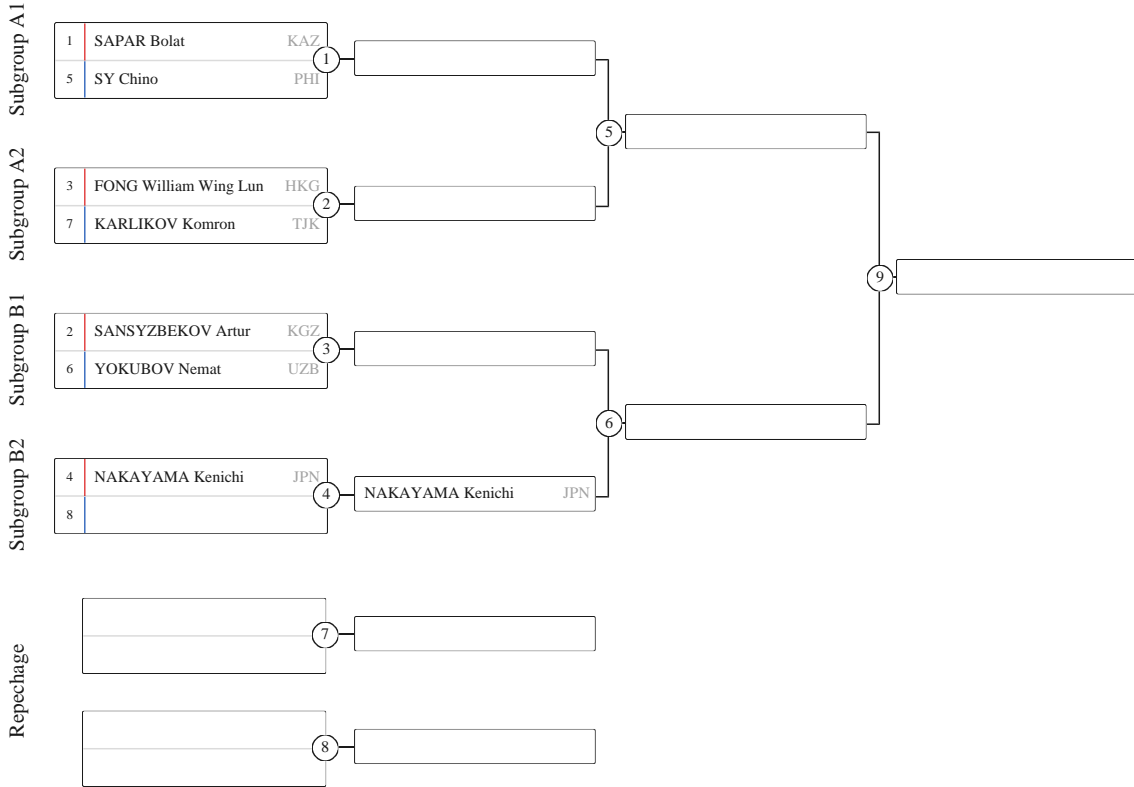 Subgroup A1
1 SAPAR Bolat KAZ
5 SY Chino PHI
1
5
Subgroup A2
3 FONG William Wing Lun HKG
7 KARLIKOV Komron TJK
2
9
Subgroup B1
2 SANSYZBEKOV Artur KGZ
6 YOKUBOV Nemat UZB
3
6
Subgroup B2
4 NAKAYAMA Kenichi JPN
8
4
NAKAYAMA Kenichi JPN
Repechage
7
8